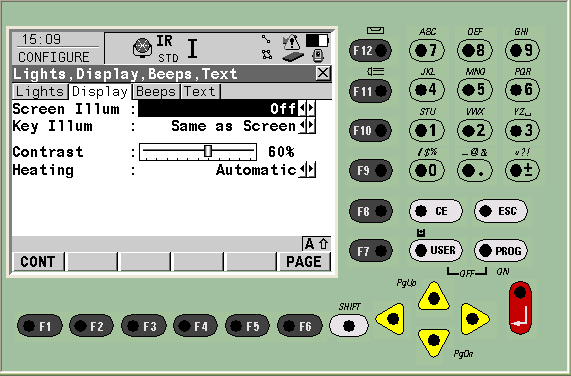 15:09
CONFIGURE
IR
STD
I
Lights,Display,Beeps,Text
Lights Display Beeps Text
Screen Illum : Off
Key Illum : Same as Screen
Contrast : 60%
Heating : Automatic
A
CONT PAGE
F12
F11
F10
F9
F8
F7
ABC DEF GHI
7 8 9
JKL MNO PQR
4 5 6
STU VWX YZ
1 2 3
/$% _@& *?!
0 . ±
CE ESC
USER PROG
OFF ON
PgUp
PgDn
SHIFT
F1 F2 F3 F4 F5 F6